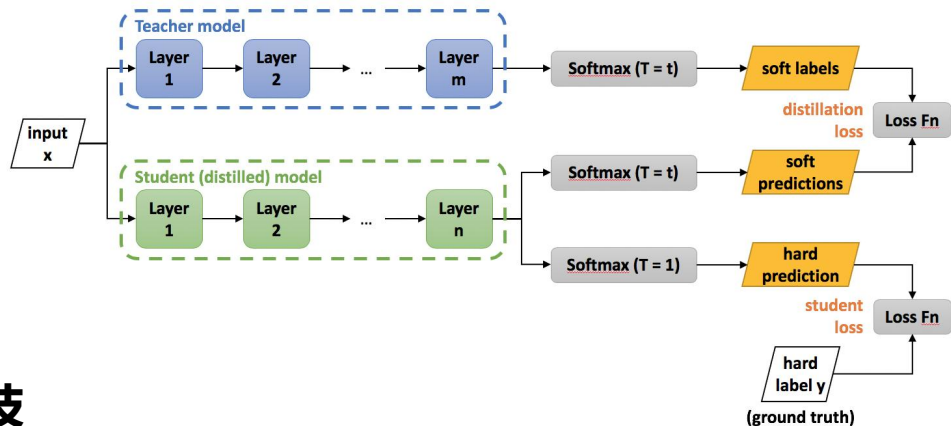 Teacher model
Layer
1
Layer
2
...
Layer
m
Softmax (T = t)
soft labels
distillation
loss
Loss Fn
input
x
Student (distilled) model
Layer
1
Layer
2
...
Layer
n
Softmax (T = t)
soft
predictions
Softmax (T = 1)
hard
prediction
student
loss
Loss Fn
hard
label y
(ground truth)